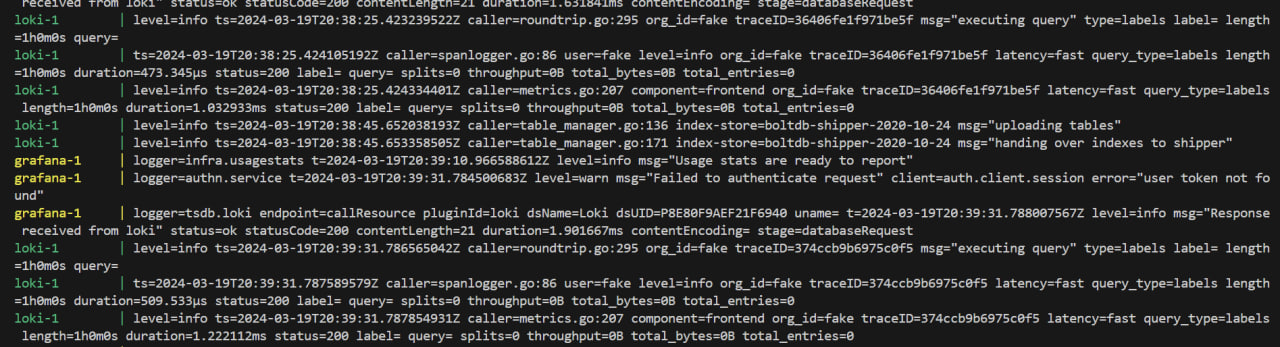 received from loki" status=ok statusCode=200 contentLength=21 duration=1.631841ms contentEncoding= stage=databaseRequest
loki-1 | level=info ts=2024-03-19T20:38:25.423239522Z caller=roundtrip.go:295 org_id=fake traceID=36406fe1f971be5f msg="executing query" type=labels label= length
=1h0m0s query=
loki-1 | ts=2024-03-19T20:38:25.424105192Z caller=spanlogger.go:86 user=fake level=info org_id=fake traceID=36406fe1f971be5f latency=fast query_type=labels length
=1h0m0s duration=473.345µs status=200 label= query= splits=0 throughput=0B total_bytes=0B total_entries=0
loki-1 | level=info ts=2024-03-19T20:38:25.424334401Z caller=metrics.go:207 component=frontend org_id=fake traceID=36406fe1f971be5f latency=fast query_type=labels
 length=1h0m0s duration=1.032933ms status=200 label= query= splits=0 throughput=0B total_bytes=0B total_entries=0
loki-1 | level=info ts=2024-03-19T20:38:45.652038193Z caller=table_manager.go:136 index-store=boltdb-shipper-2020-10-24 msg="uploading tables"
loki-1 | level=info ts=2024-03-19T20:38:45.653358505Z caller=table_manager.go:171 index-store=boltdb-shipper-2020-10-24 msg="handing over indexes to shipper"
grafana-1 | logger=infra.usagestats t=2024-03-19T20:39:10.966588612Z level=info msg="Usage stats are ready to report"
grafana-1 | logger=authn.service t=2024-03-19T20:39:31.784500683Z level=warn msg="Failed to authenticate request" client=auth.client.session error="user token not fo
und"
grafana-1 | logger=tsdb.loki endpoint=callResource pluginId=loki dsName=Loki dsUID=P8E80F9AEF21F6940 uname= t=2024-03-19T20:39:31.788007567Z level=info msg="Response
 received from loki" status=ok statusCode=200 contentLength=21 duration=1.901667ms contentEncoding= stage=databaseRequest
loki-1 | level=info ts=2024-03-19T20:39:31.786565042Z caller=roundtrip.go:295 org_id=fake traceID=374ccb9b6975c0f5 msg="executing query" type=labels label= length
=1h0m0s query=
loki-1 | ts=2024-03-19T20:39:31.787589579Z caller=spanlogger.go:86 user=fake level=info org_id=fake traceID=374ccb9b6975c0f5 latency=fast query_type=labels length
=1h0m0s duration=509.533µs status=200 label= query= splits=0 throughput=0B total_bytes=0B total_entries=0
loki-1 | level=info ts=2024-03-19T20:39:31.787854931Z caller=metrics.go:207 component=frontend org_id=fake traceID=374ccb9b6975c0f5 latency=fast query_type=labels
 length=1h0m0s duration=1.222112ms status=200 label= query= splits=0 throughput=0B total_bytes=0B total_entries=0